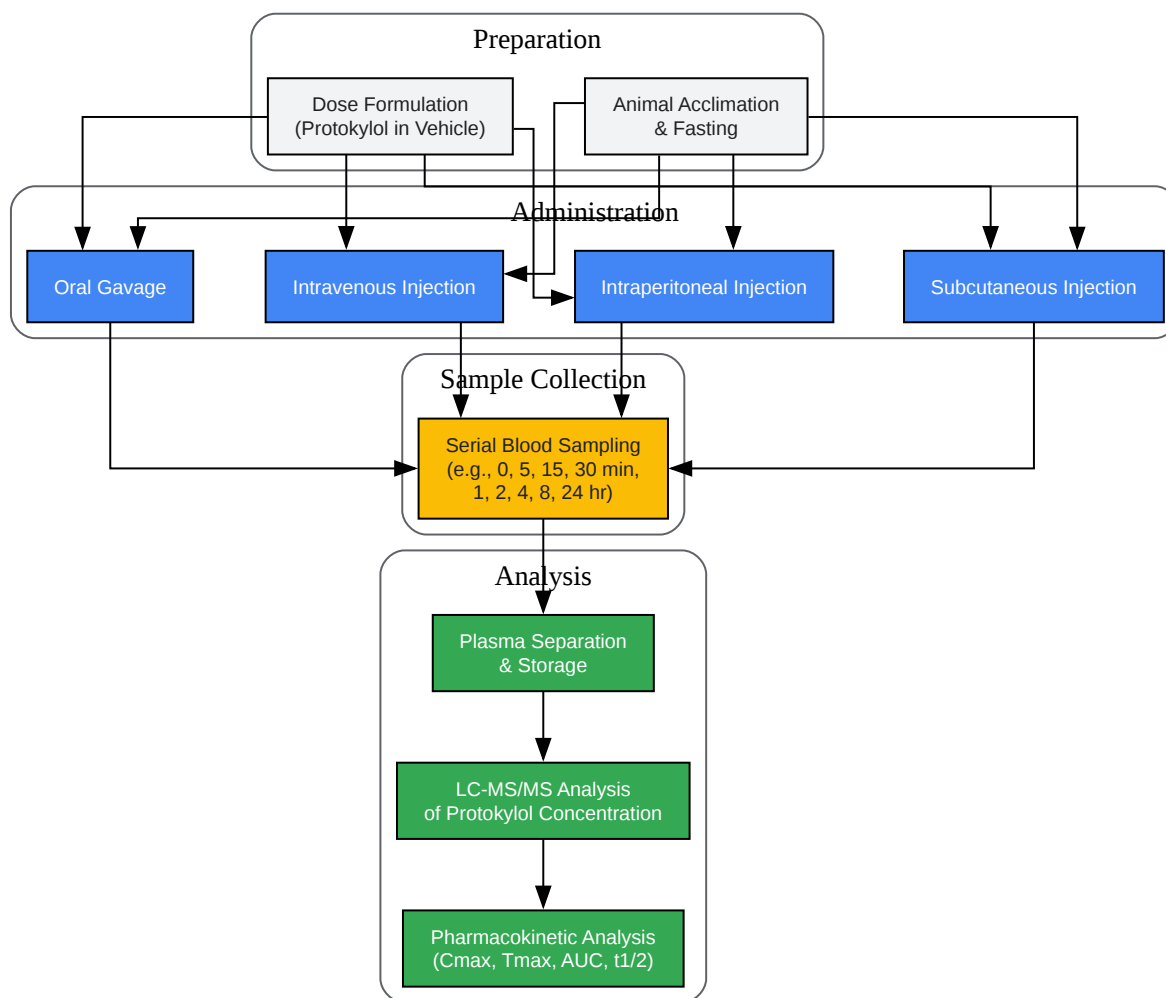 Preparation
Dose Formulation
(Protokylol in Vehicle)
Animal Acclimation
& Fasting
Administration
Oral Gavage
Intravenous Injection
Intraperitoneal Injection
Subcutaneous Injection
Sample Collection
Serial Blood Sampling
(e.g., 0, 5, 15, 30 min,
1, 2, 4, 8, 24 hr)
Analysis
Plasma Separation
& Storage
LC-MS/MS Analysis
of Protokylol Concentration
Pharmacokinetic Analysis
(Cmax, Tmax, AUC, t1/2)